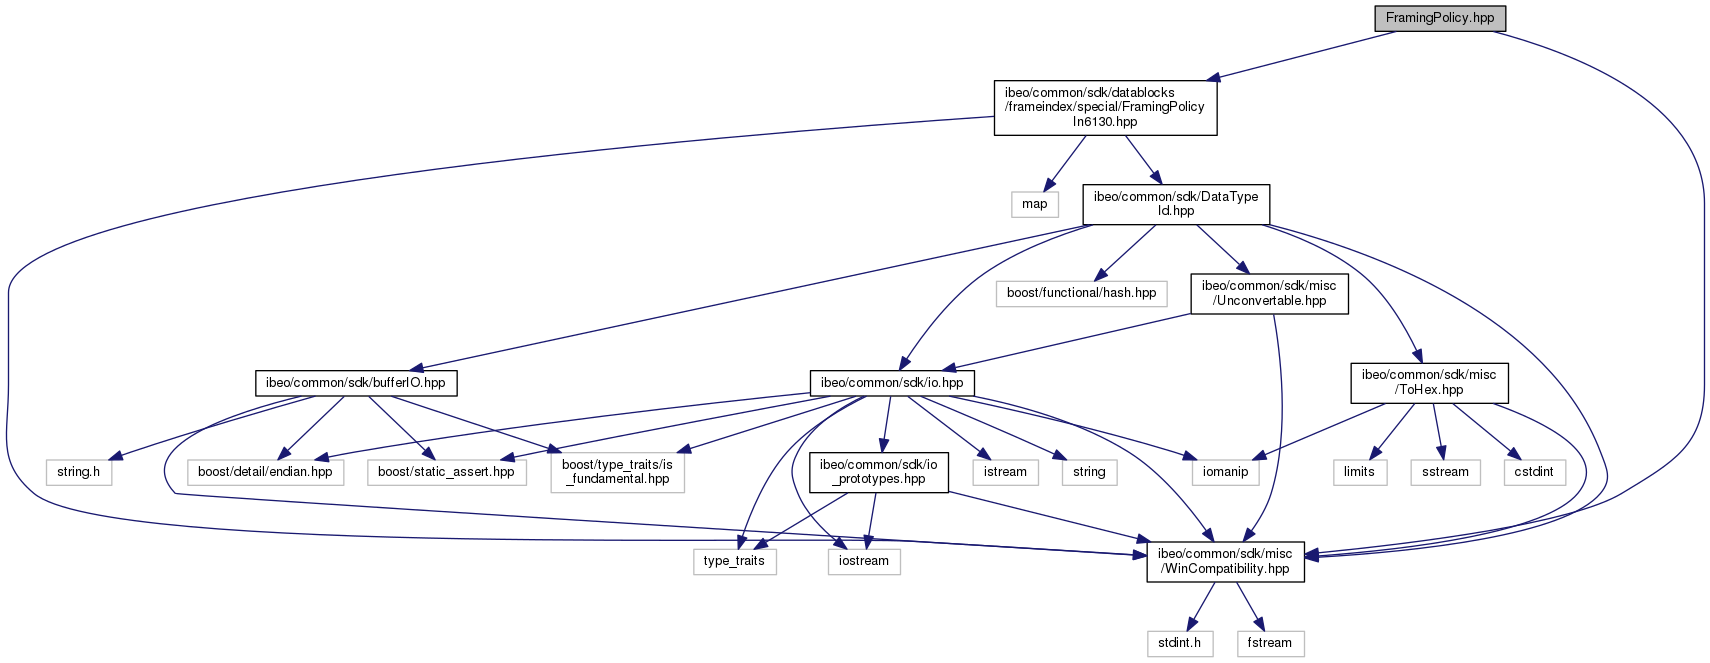 FramingPolicy.hpp
ibeo/common/sdk/datablocks
/frameindex/special/FramingPolicy
In6130.hpp
map
ibeo/common/sdk/DataType
Id.hpp
boost/functional/hash.hpp
ibeo/common/sdk/misc
/Unconvertable.hpp
ibeo/common/sdk/bufferIO.hpp
ibeo/common/sdk/io.hpp
ibeo/common/sdk/misc
/ToHex.hpp
string.h
boost/detail/endian.hpp
boost/static_assert.hpp
boost/type_traits/is
_fundamental.hpp
ibeo/common/sdk/io
_prototypes.hpp
istream
string
iomanip
limits
sstream
cstdint
type_traits
iostream
ibeo/common/sdk/misc
/WinCompatibility.hpp
stdint.h
fstream